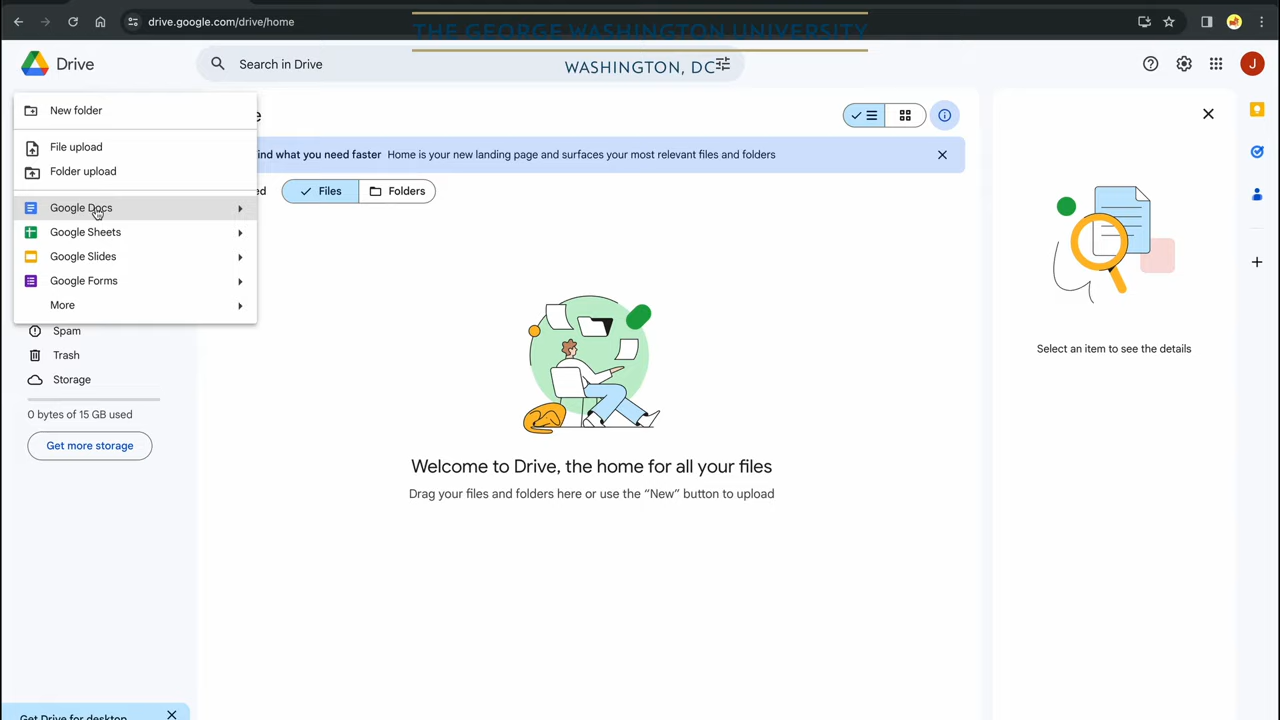 drive.google.com/drive/home
THE GEORGE WASHINGTON UNIVERSITY
WASHINGTON, DC
Drive
Search in Drive
J
New folder
File upload
Folder upload
Google Docs
Google Sheets
Google Slides
Google Forms
More
Spam
Trash
Storage
0 bytes of 15 GB used
Get more storage
e
ind what you need faster Home is your new landing page and surfaces your most relevant files and folders
ed
Files
Folders
Welcome to Drive, the home for all your files
Drag your files and folders here or use the “New” button to upload
Select an item to see the details
Get Drive for desktop